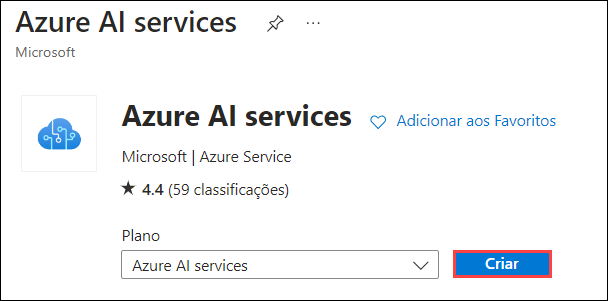 Azure AI services ...
Microsoft
Azure AI services Adicionar aos Favoritos
Microsoft | Azure Service
★ 4.4 (59 classificações)
Plano
Azure AI services Criar